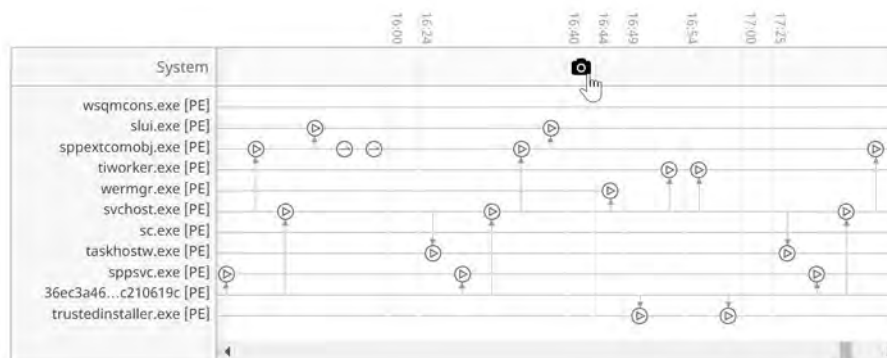 16:00
16:24
16:40
16:44
16:49
16:54
17:00
17:25
System
wsqmcons.exe [PE]
slui.exe [PE]
sppextcomobj.exe [PE]
tiworker.exe [PE]
wermgr.exe [PE]
svchost.exe [PE]
sc.exe [PE]
taskhostw.exe [PE]
sppsvc.exe [PE]
36ec3a46...c210619c [PE]
trustedinstaller.exe [PE]